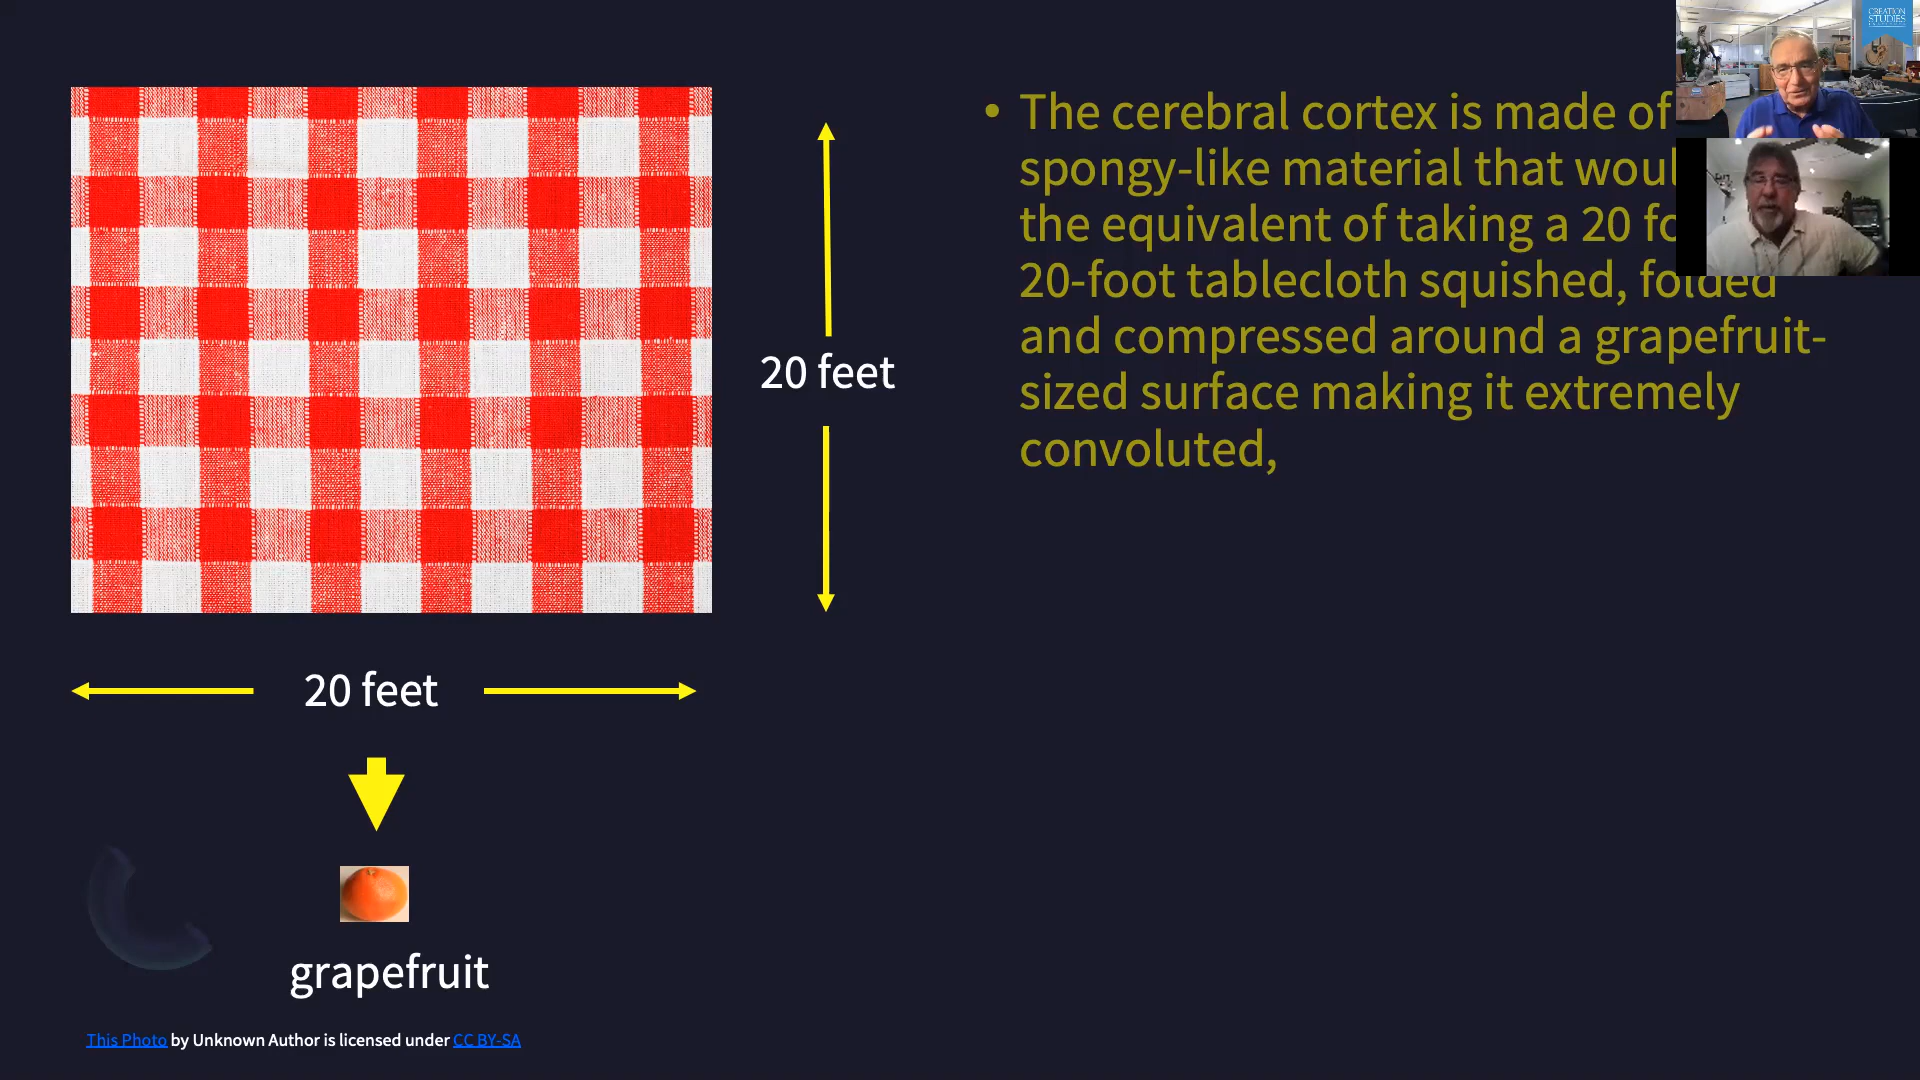 CREATION
STUDIES
• The cerebral cortex is made of
spongy-like material that
the equivalent of taking a 20
20-foot tablecloth squished, folded
and compressed around a grapefruit-
sized surface making it extremely
convoluted,
20 feet
20 feet
grapefruit
This Photo by Unknown Author is licensed under CC BY-SA